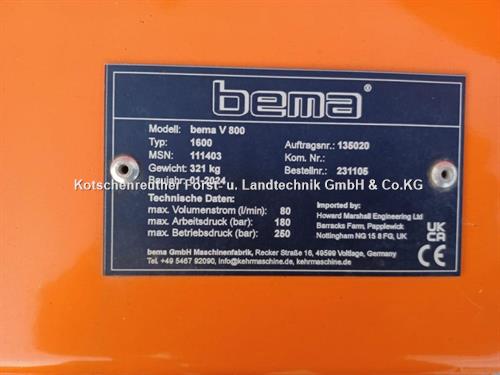 bema®
Modell: bema V 800
Typ: 1600
MSN: 111403
Gewicht: 321 kg
Baujahr: 01.2024
Auftragsnr.: 135020
Kom. Nr.:
Bestellnr.: 231105
Kotschenreuther Forst- u. Landtechnik GmbH & Co.KG
Technische Daten:
max. Volumenstrom (l/min): 80
max. Arbeitsdruck (bar): 180
max. Betriebsdruck (bar): 250
Imported by:
Howard Marshall Engineering Ltd
Barracks Farm, Papplewick
Nottingham NG 15 8 FG, UK
UK
CA
CE
bema GmbH Maschinenfabrik, Recker Straße 16, 49599 Voltlage, Germany
Tel. +49 5467 92090, info@kehrmaschine.de, kehrmaschine.de